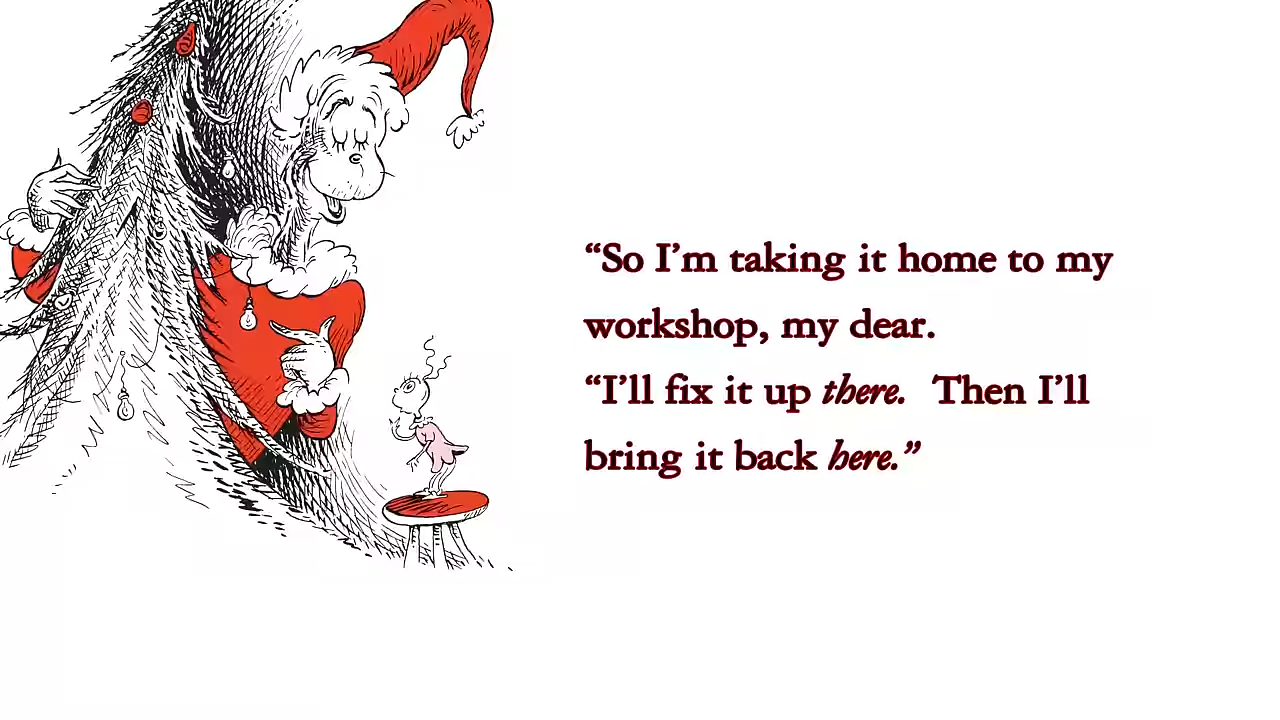 “So I’m taking it home to my
workshop, my dear.
“I’ll fix it up there.  Then I’ll
bring it back here.”